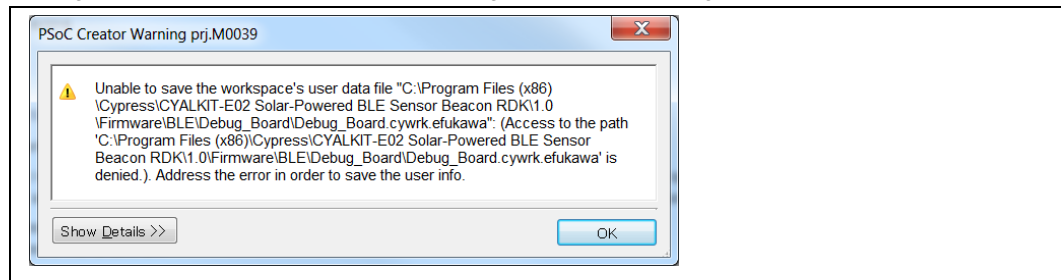 PSoC Creator Warning prj.M0039
Unable to save the workspace's user data file "C:\Program Files (x86)
\Cypress\CYALKIT-E02 Solar-Powered BLE Sensor Beacon RDK\1.0
\Firmware\BLE\Debug_Board\Debug_Board.cywrk.efukawa": (Access to the path
'C:\Program Files (x86)\Cypress\CYALKIT-E02 Solar-Powered BLE Sensor
Beacon RDK\1.0\Firmware\BLE\Debug_Board\Debug_Board.cywrk.efukawa' is
denied.). Address the error in order to save the user info.
Show Details >>
OK